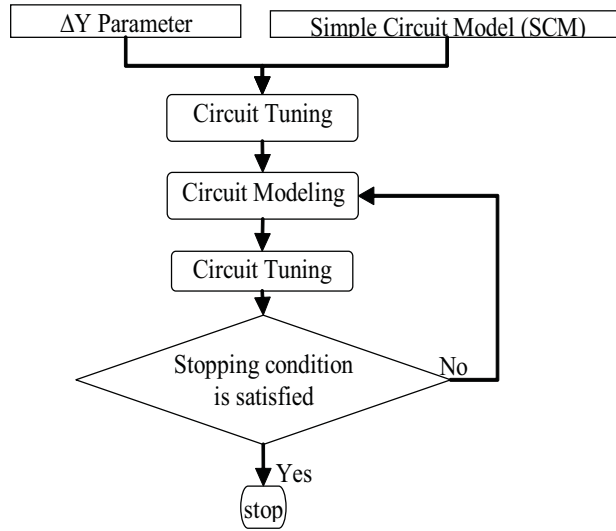 ΔY Parameter
Simple Circuit Model (SCM)
Circuit Tuning
Circuit Modeling
Circuit Tuning
Stopping condition
is satisfied
No
Yes
stop